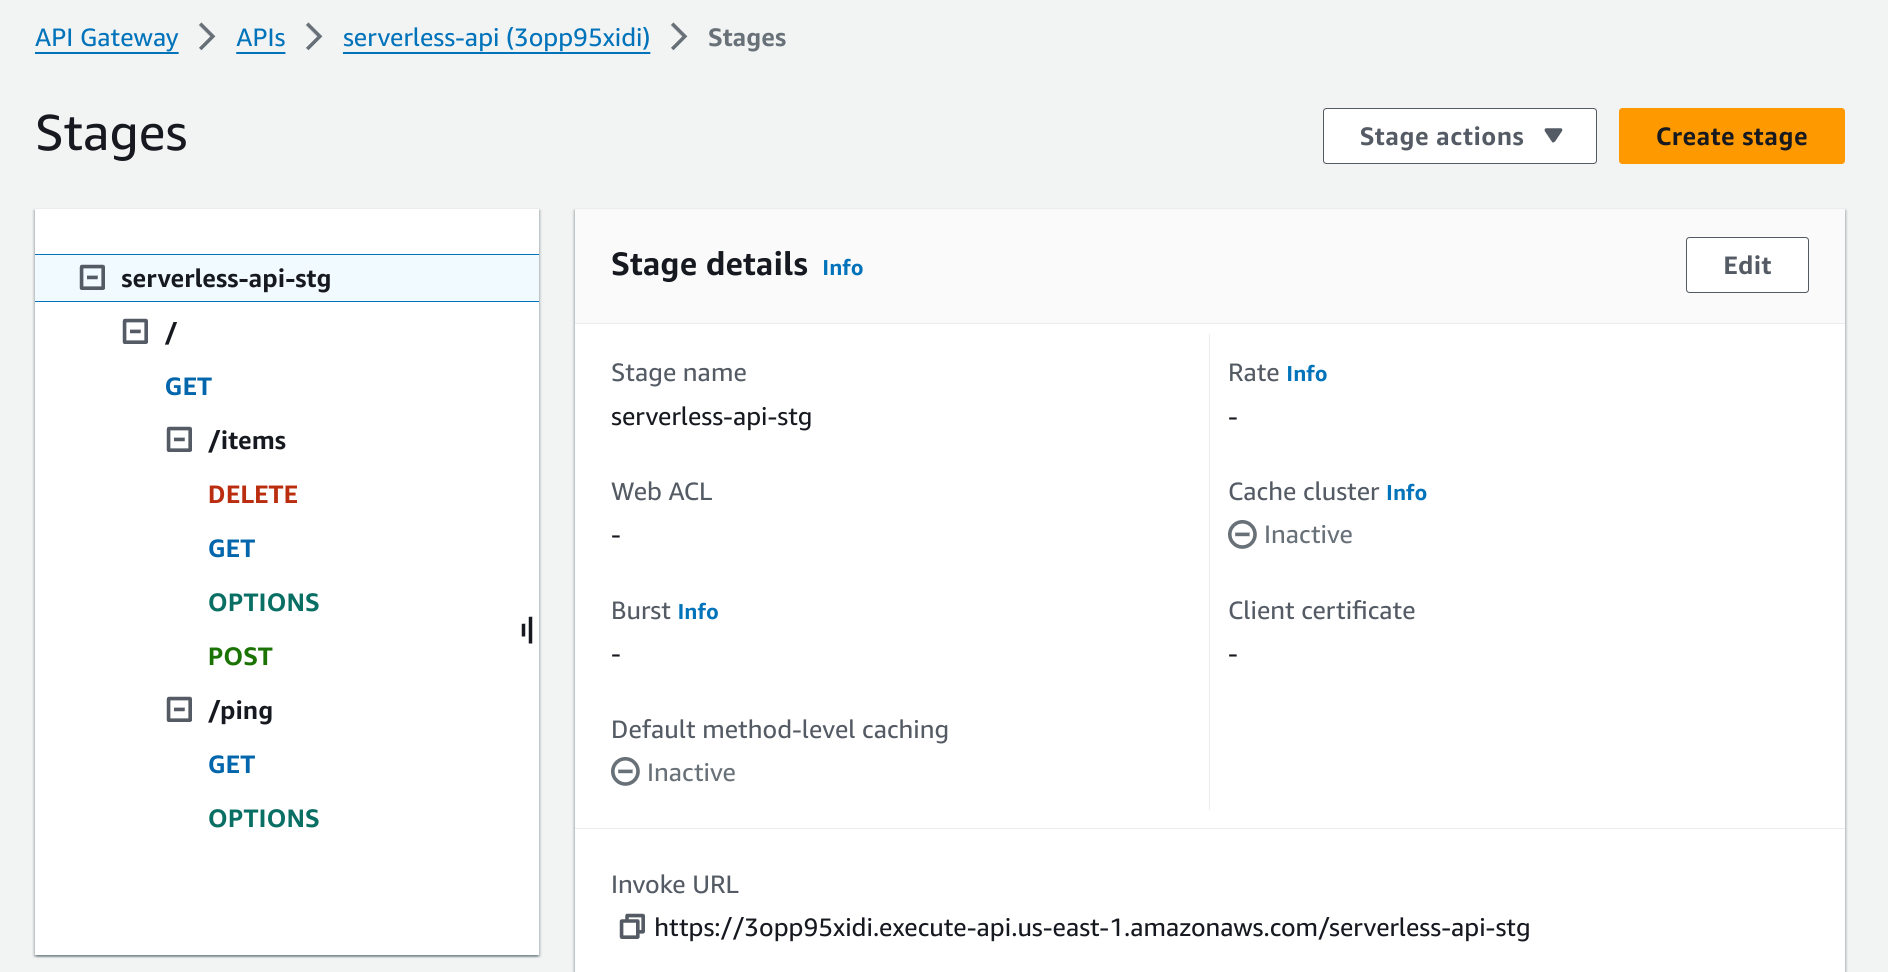 API Gateway > APIs > serverless-api (3opp95xidi) > Stages
Stages
Stage actions ▼
Create stage
serverless-api-stg
/
GET
/items
DELETE
GET
OPTIONS
POST
/ping
GET
OPTIONS
Stage details Info
Edit
Stage name
serverless-api-stg
Web ACL
-
Burst Info
-
Default method-level caching
Inactive
Rate Info
-
Cache cluster Info
Inactive
Client certificate
-
Invoke URL
https://3opp95xidi.execute-api.us-east-1.amazonaws.com/serverless-api-stg